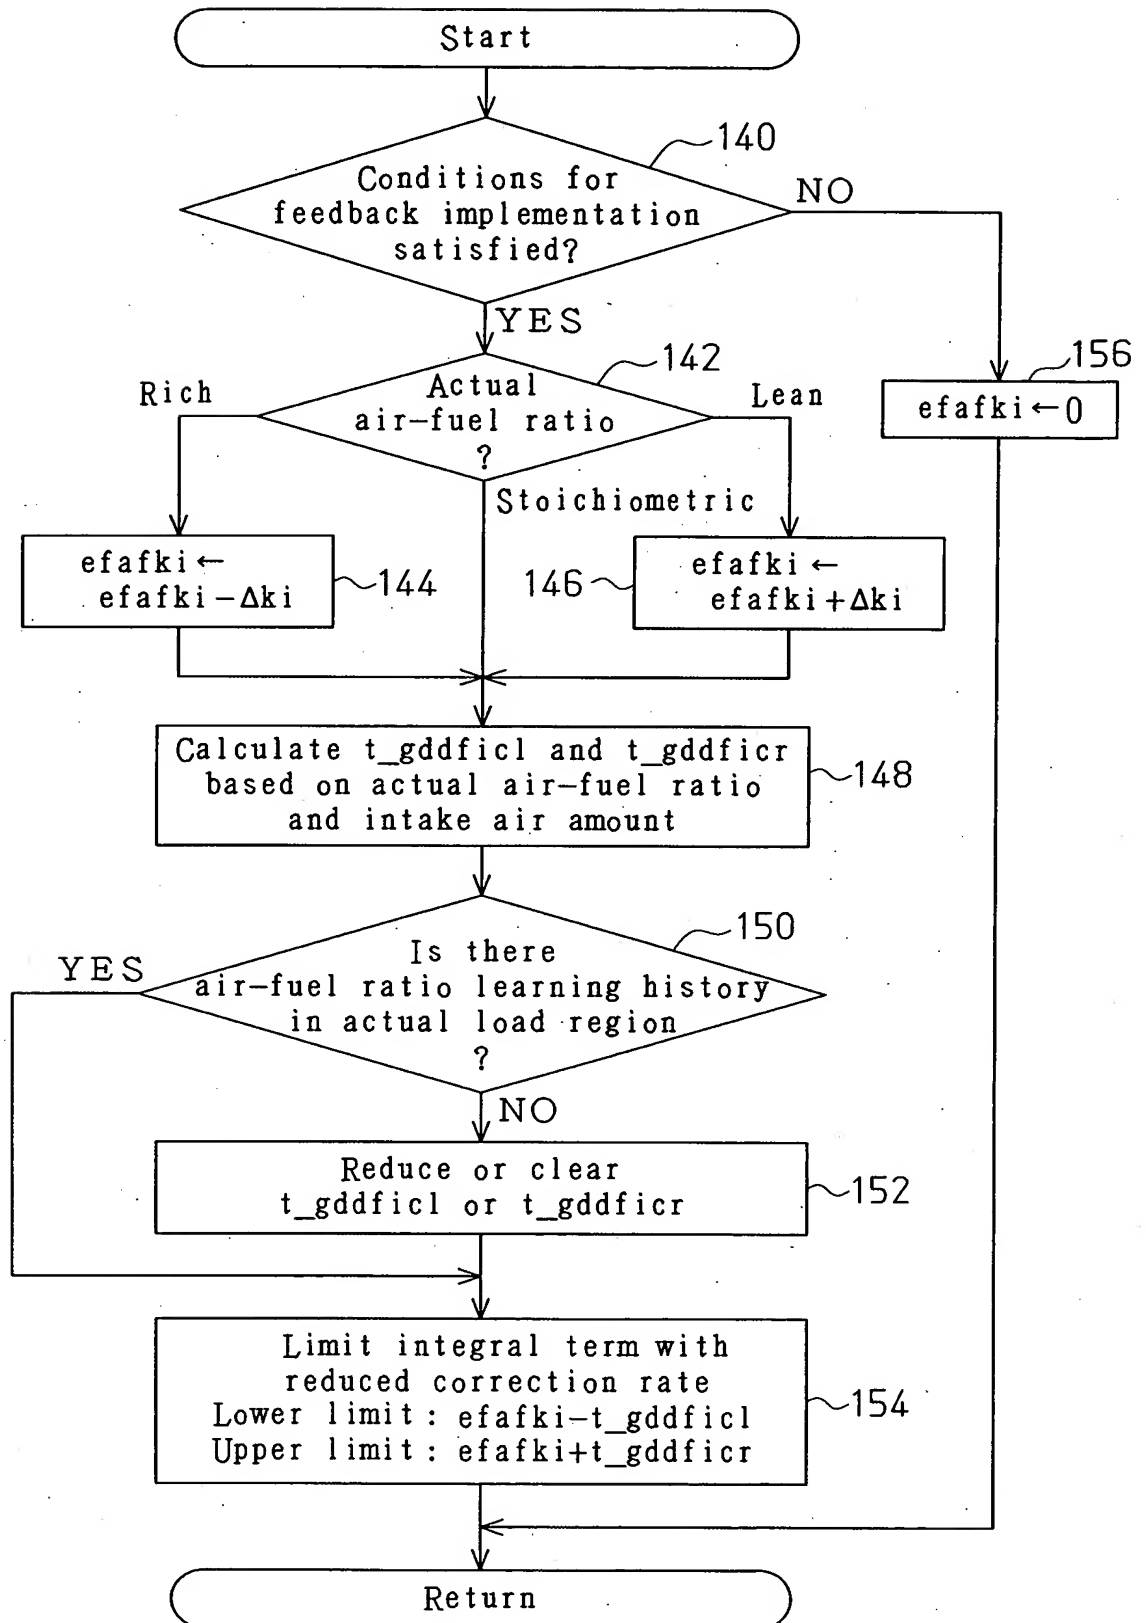 Start
140
Conditions for
feedback implementation
satisfied?
NO
YES
142
156
Rich
Actual
air-fuel ratio
?
Lean
efafki←0
Stoichiometric
efafki←
efafki−Δki
144
146
efafki←
efafki+Δki
Calculate t_gddficl and t_gddficr
based on actual air-fuel ratio
and intake air amount
148
150
YES
Is there
air-fuel ratio learning history
in actual load region
?
NO
Reduce or clear
t_gddficl or t_gddficr
152
Limit integral term with
reduced correction rate
Lower limit: efafki−t_gddficl
Upper limit: efafki+t_gddficr
154
Return